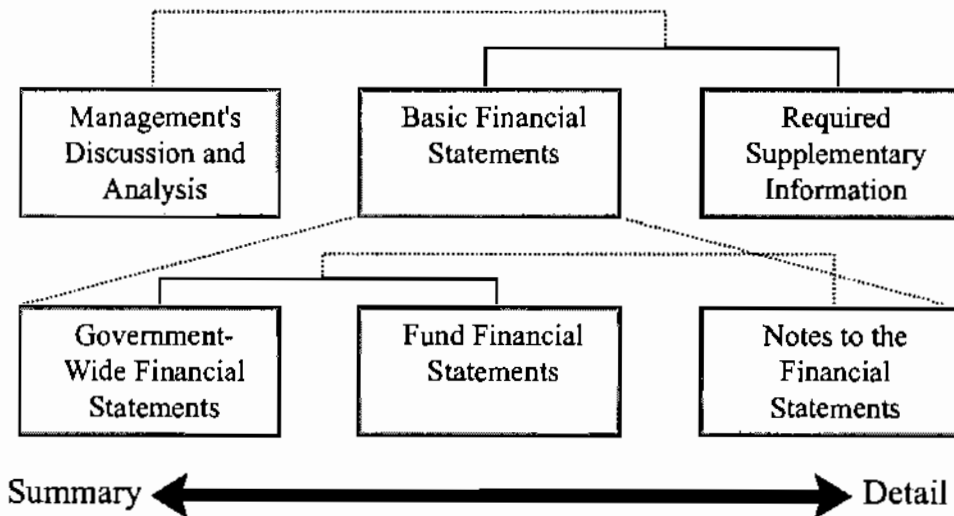 Management's
Discussion and
Analysis
Basic Financial
Statements
Required
Supplementary
Information
Government-
Wide Financial
Statements
Fund Financial
Statements
Notes to the
Financial
Statements
Summary
Detail